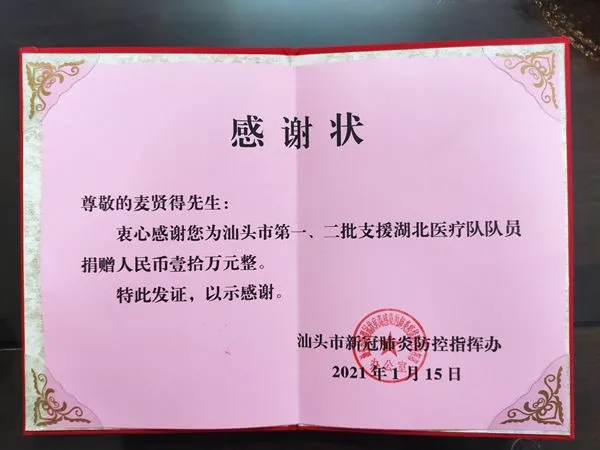 感谢状
尊敬的麦贤得先生：
衷心感谢您为汕头市第一、二批支援湖北医疗队队员
捐赠人民币壹拾万元整。
特此发证，以示感谢。
汕头市新冠肺炎防控指挥办
办公室
2021年1月15日